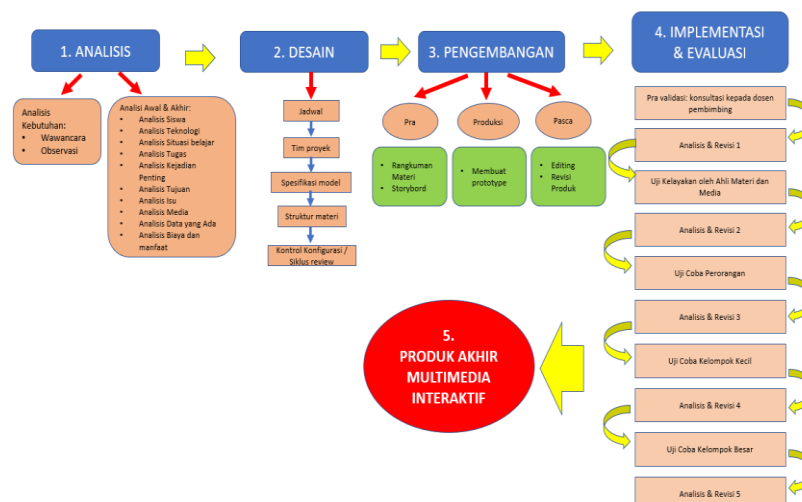 1. ANALISIS
2. DESAIN
3. PENGEMBANGAN
4. IMPLEMENTASI
& EVALUASI
Analisis
Kebutuhan:
• Wawancara
• Observasi
Analisi Awal & Akhir:
• Analisis Siswa
• Analisis Teknologi
• Analisis Situasi belajar
• Analisis Tugas
• Analisis Kejadian
Penting
• Analisis Tujuan
• Analisis Isu
• Analisis Media
• Analisis Data yang Ada
• Analisis Biaya dan
manfaat
Jadwal
Tim proyek
Spesifikasi model
Struktur materi
Kontrol Konfigurasi /
Siklus review
Pra
Produksi
Pasca
• Rangkuman
Materi
• Storybord
• Membuat
prototype
• Editing
• Revisi
Produk
Pra validasi: konsultasi kepada dosen
pembimbing
Analisis & Revisi 1
Uji Kelayakan oleh Ahli Materi dan
Media
Analisis & Revisi 2
Uji Coba Perorangan
Analisis & Revisi 3
Uji Coba Kelompok Kecil
Analisis & Revisi 4
Uji Coba Kelompok Besar
Analisis & Revisi 5
5.
PRODUK AKHIR
MULTIMEDIA
INTERAKTIF